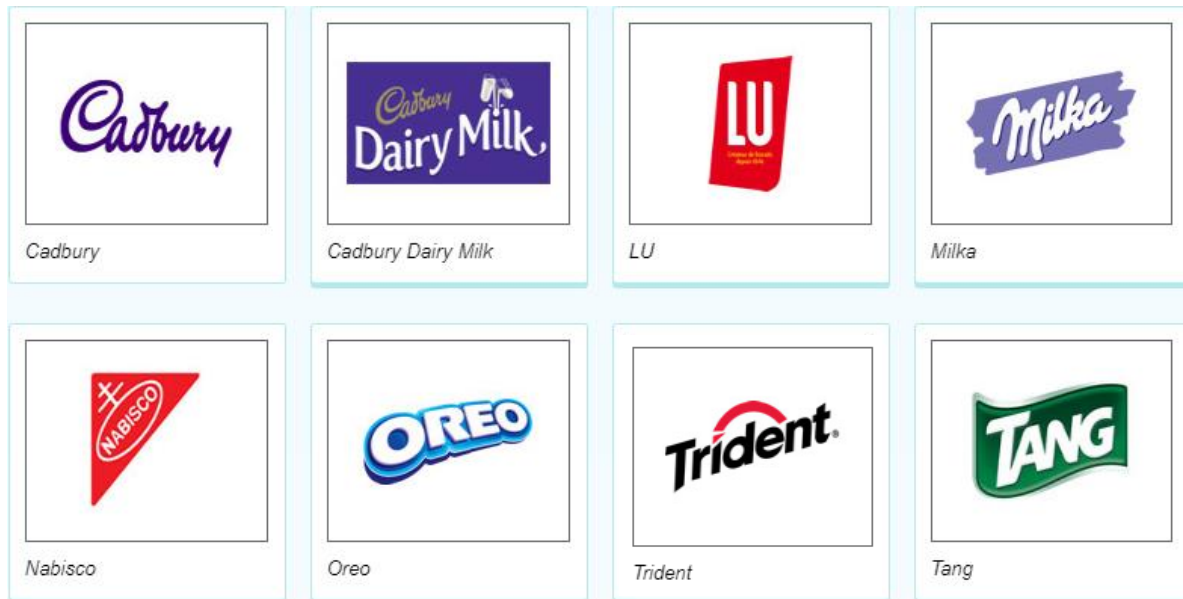 Cadbury
Cadbury
Dairy Milk
LU
Milka
Cadbury
Cadbury Dairy Milk
LU
Milka
NABISCO
OREO
Trident
TANG
Nabisco
Oreo
Trident
Tang